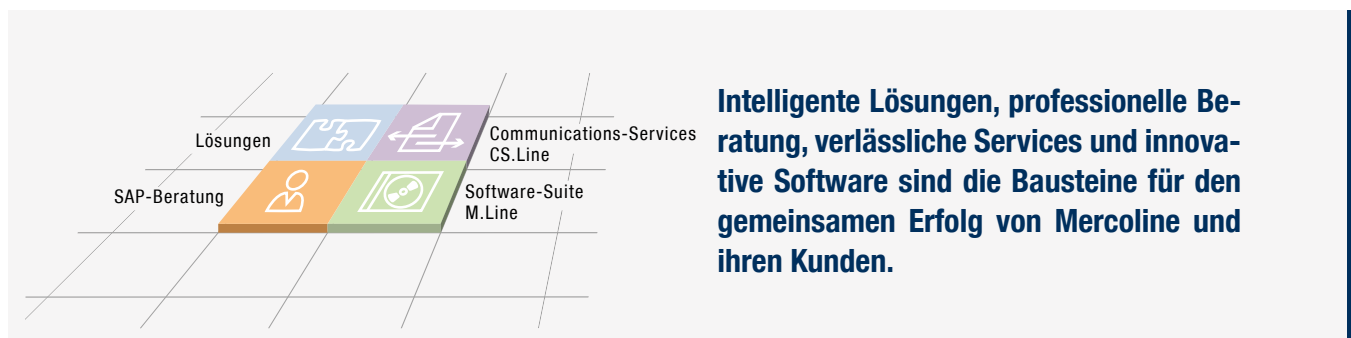 Lösungen
Communications-Services
CS.Line
SAP-Beratung
Software-Suite
M.Line
Intelligente Lösungen, professionelle Be-
ratung, verlässliche Services und innova-
tive Software sind die Bausteine für den
gemeinsamen Erfolg von Mercoline und
ihren Kunden.